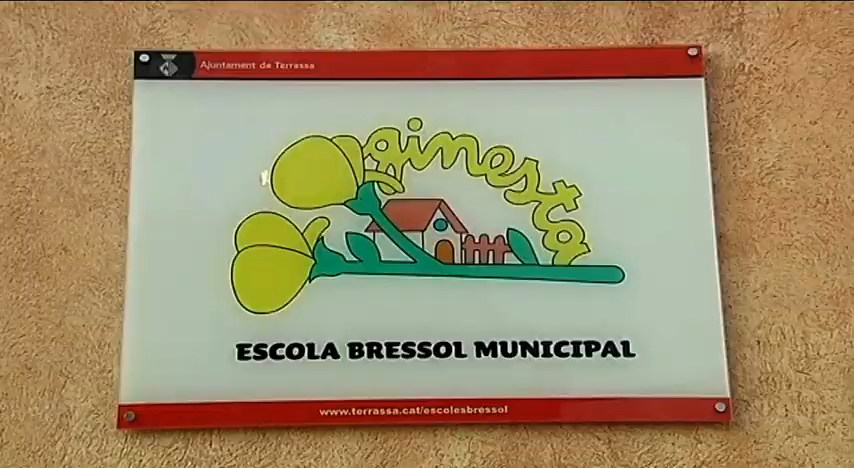 Ajuntament de Terrassa
ginesta
ESCOLA BRESSOL MUNICIPAL
www.terrassa.cat/escolesbressol